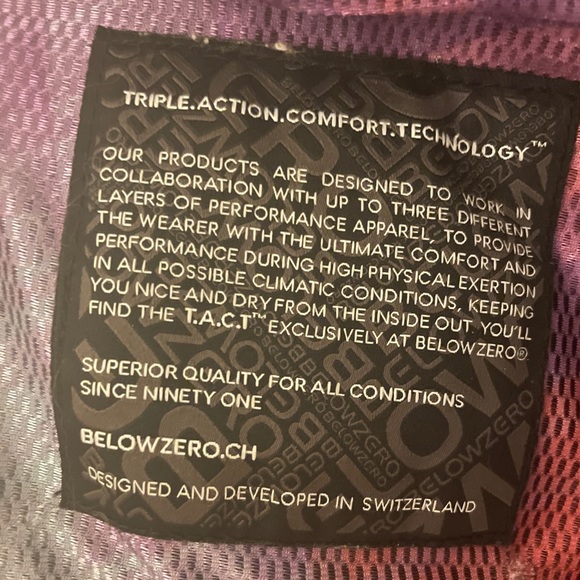 TRIPLE.ACTION.COMFORT.TECHNOLOGY™
OUR PRODUCTS ARE DESIGNED TO WORK IN
COLLABORATION WITH UP TO THREE DIFFERENT
LAYERS OF PERFORMANCE APPAREL, TO PROVIDE
THE WEARER WITH THE ULTIMATE COMFORT AND
PERFORMANCE DURING HIGH PHYSICAL EXERTION
IN ALL POSSIBLE CLIMATIC CONDITIONS, KEEPING
YOU NICE AND DRY FROM THE INSIDE OUT. YOU'LL
FIND THE T.A.C.T™ EXCLUSIVELY AT BELOWZERO®
SUPERIOR QUALITY FOR ALL CONDITIONS
SINCE NINETY ONE
BELOWZERO.CH
DESIGNED AND DEVELOPED IN SWITZERLAND